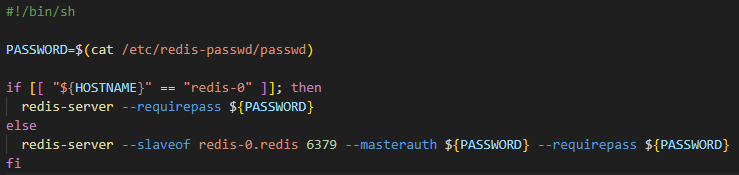 #!/bin/sh
PASSWORD=$(cat /etc/redis-passwd/passwd)
if [[ "${HOSTNAME}" == "redis-0" ]]; then
  redis-server --requirepass ${PASSWORD}
else
  redis-server --slaveof redis-0.redis 6379 --masterauth ${PASSWORD} --requirepass ${PASSWORD}
fi